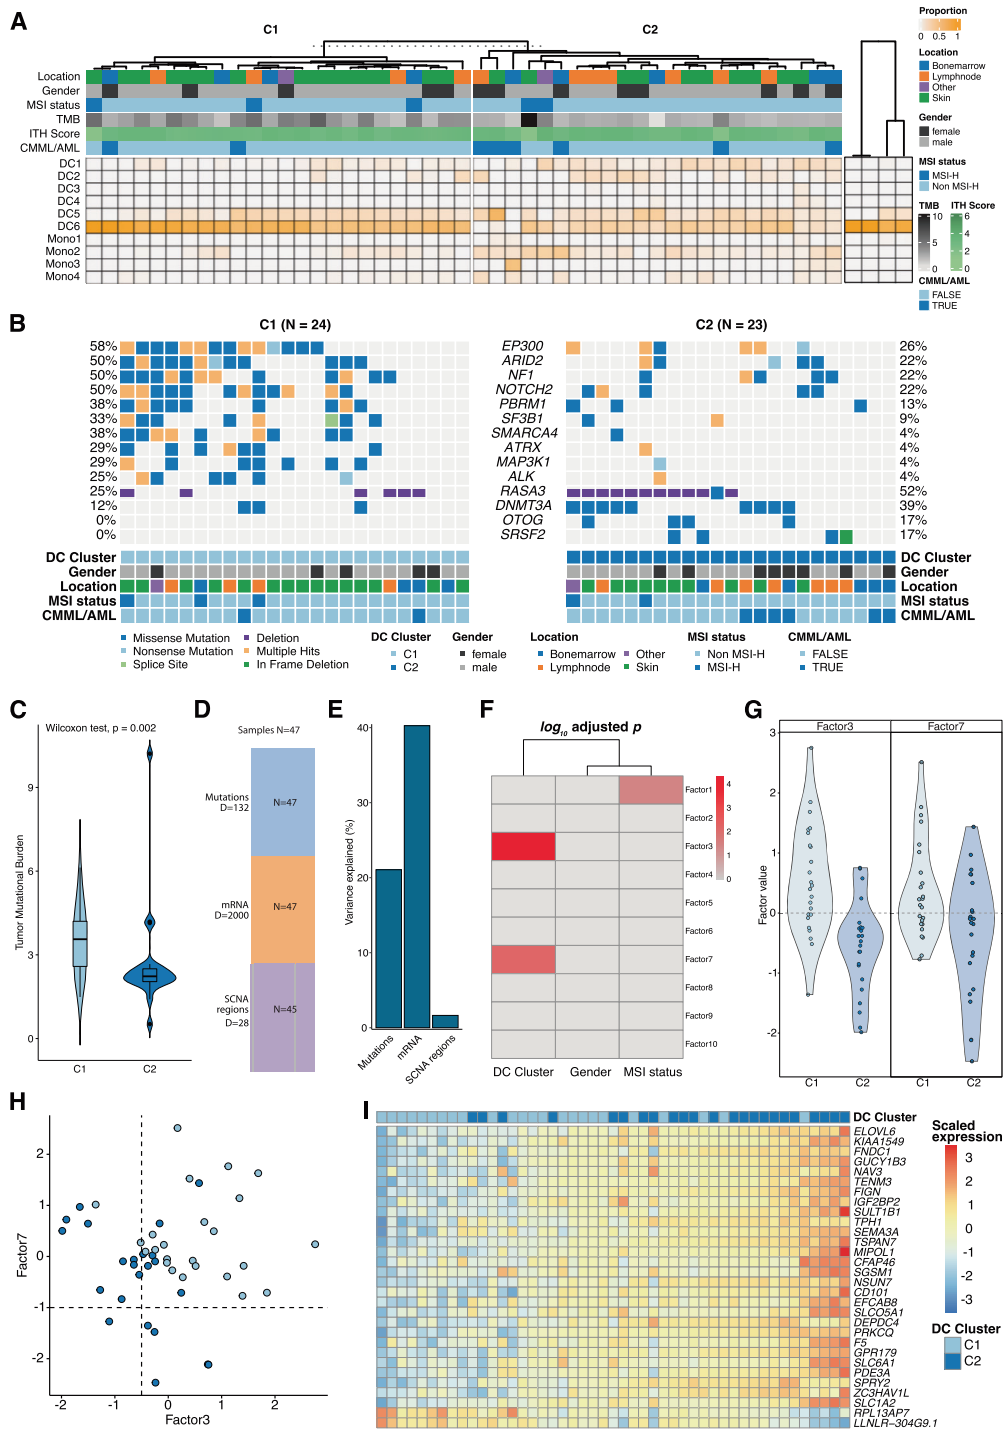 A
C1
C2
Location
Gender
MSI status
TMB
ITH Score
CMML/AML
DC1
DC2
DC3
DC4
DC5
DC6
Mono1
Mono2
Mono3
Mono4
Proportion
0 0.5 1
Location
Bonemarrow
Lymphnode
Other
Skin
Gender
female
male
MSI status
MSI-H
Non MSI-H
TMB ITH Score
10 6
5 4
2
0 0
CMML/AML
FALSE
TRUE
B
C1 (N = 24)
C2 (N = 23)
58% EP300 26%
50% ARID2 22%
50% NF1 22%
50% NOTCH2 22%
38% PBRM1 13%
33% SF3B1 9%
38% SMARCA4 4%
29% ATRX 4%
29% MAP3K1 4%
25% ALK 4%
25% RASA3 52%
12% DNMT3A 39%
0% OTOG 17%
0% SRSF2 17%
DC Cluster DC Cluster
Gender Gender
Location Location
MSI status MSI status
CMML/AML CMML/AML
Missense Mutation
Nonsense Mutation
Splice Site
Deletion
Multiple Hits
In Frame Deletion
DC Cluster
C1
C2
Gender
female
male
Location
Bonemarrow
Lymphnode
Other
Skin
MSI status
Non MSI-H
MSI-H
CMML/AML
FALSE
TRUE
C
Wilcoxon test, p = 0.002
Tumor Mutational Burden
9
6
3
0
C1 C2
D
Samples N=47
Mutations
D=132
N=47
mRNA
D=2000
N=47
SCNA
regions
D=28
N=45
E
Variance explained (%)
40
30
20
10
0
Mutations
mRNA
SCNA regions
F
log10 adjusted p
Factor1
Factor2
Factor3
Factor4
Factor5
Factor6
Factor7
Factor8
Factor9
Factor10
DC Cluster Gender MSI status
4
3
2
1
0
G
Factor3 Factor7
Factor value
3
2
1
0
-1
-2
C1 C2 C1 C2
H
Factor7
2
1
0
-1
-2
-2 -1 0 1 2
Factor3
I
DC Cluster
ELOVL6
KIAA1549
FNDC1
GUCY1B3
NAV3
TENM3
FIGN
IGF2BP2
SULT1B1
TPH1
SEMA3A
TSPAN7
MIPOL1
CFAP46
SGSM1
NSUN7
CD101
EFCAB8
SLCO5A1
DEPDC4
PRKCQ
F5
GPR179
SLC6A1
PDE3A
SPRY2
ZC3HAV1L
SLC1A2
RPL13AP7
LLNLR-304G9.1
Scaled
expression
3
2
1
0
-1
-2
-3
DC Cluster
C1
C2